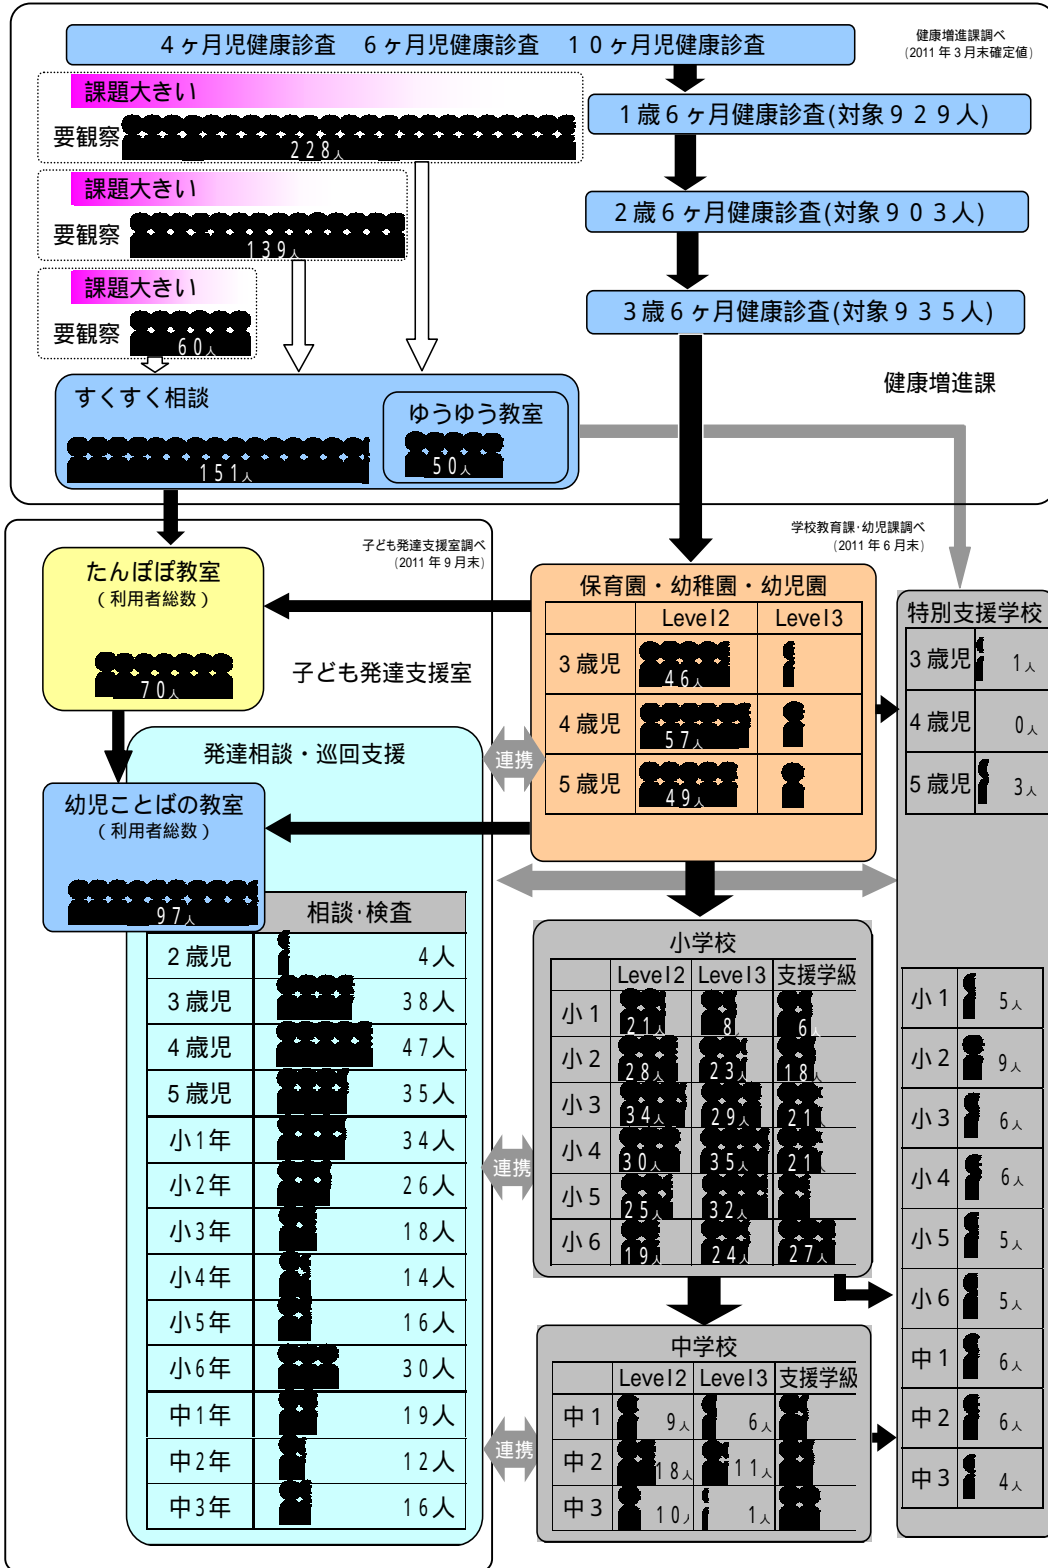 4ヶ月児健康診査　6ヶ月児健康診査　10ヶ月児健康診査
健康増進課調べ
(2011年3月末確定値)
課題大きい
要観察
228人
1歳6ヶ月健康診査(対象929人)
課題大きい
要観察
139人
2歳6ヶ月健康診査(対象903人)
課題大きい
要観察
60人
3歳6ヶ月健康診査(対象935人)
健康増進課
すくすく相談
151人
ゆうゆう教室
50人
子ども発達支援室調べ
(2011年9月末)
学校教育課・幼児課調べ
(2011年6月末)
たんぽぽ教室
(利用者総数)
70人
子ども発達支援室
保育園・幼稚園・幼児園
Level2 Level3
3歳児 46人
4歳児 57人
5歳児 49人
特別支援学校
3歳児 1人
4歳児 0人
5歳児 3人
連携
発達相談・巡回支援
幼児ことばの教室
(利用者総数)
97人
相談・検査
2歳児 4人
3歳児 38人
4歳児 47人
5歳児 35人
小1年 34人
小2年 26人
小3年 18人
小4年 14人
小5年 16人
小6年 30人
中1年 19人
中2年 12人
中3年 16人
連携
連携
小学校
Level2 Level3 支援学級
小1 21人 8人 6人
小2 28人 23人 18人
小3 34人 29人 21人
小4 30人 35人 21人
小5 25人 32人
小6 19人 24人 27人
中学校
Level2 Level3 支援学級
中1 9人 6人
中2 18人 11人
中3 10人 1人
小1 5人
小2 9人
小3 6人
小4 6人
小5 5人
小6 5人
中1 6人
中2 6人
中3 4人